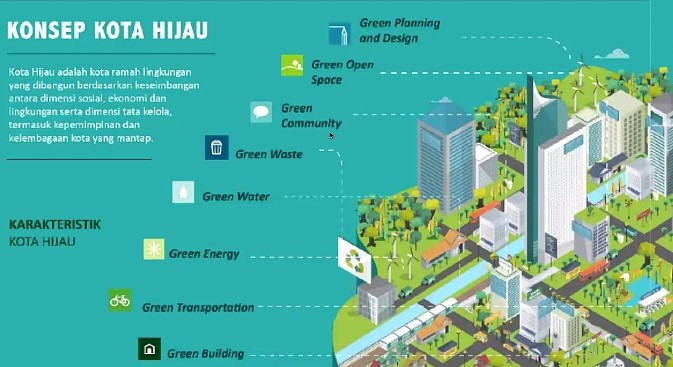 KONSEP KOTA HIJAU
Kota Hijau adalah kota ramah lingkungan
yang dibangun berdasarkan keseimbangan
antara dimensi sosial, ekonomi dan
lingkungan serta dimensi tata kelola,
termasuk kepemimpinan dan
kelembagaan kota yang mantap.
KARAKTERISTIK
KOTA HIJAU
Green Planning
and Design
Green Open
Space
Green
Community
Green Waste
Green Water
Green Energy
Green Transportation
Green Building